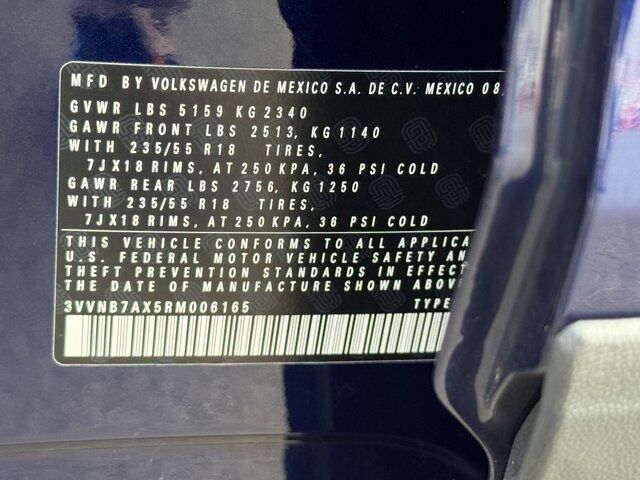 MFD BY VOLKSWAGEN DE MEXICO S.A. DE C.V. MEXICO 08
GVWR LBS 5159 KG 2340
GAWR FRONT LBS 2513, KG 1140
WITH 235/55 R18 TIRES,
7JX18 RIMS, AT 250 KPA, 36 PSI COLD
GAWR REAR LBS 2756, KG 1250
WITH 235/55 R18 TIRES,
7JX18 RIMS, AT 250 KPA, 36 PSI COLD
THIS VEHICLE CONFORMS TO ALL APPLICA
U.S. FEDERAL MOTOR VEHICLE SAFETY AN
THEFT PREVENTION STANDARDS IN EFFECT
THE DATE OF MANUFACTURE SHOWN ABOVE
3VVNB7AX5RM006165 TYPE